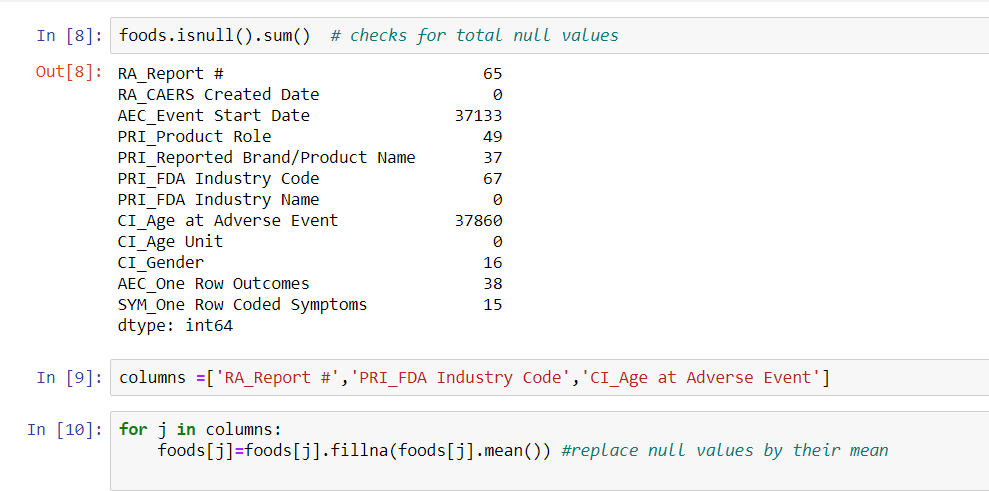 In [8]: foods.isnull().sum()  # checks for total null values
Out[8]: RA_Report # 65
RA_CAERS Created Date 0
AEC_Event Start Date 37133
PRI_Product Role 49
PRI_Reported Brand/Product Name 37
PRI_FDA Industry Code 67
PRI_FDA Industry Name 0
CI_Age at Adverse Event 37860
CI_Age Unit 0
CI_Gender 16
AEC_One Row Outcomes 38
SYM_One Row Coded Symptoms 15
dtype: int64
In [9]: columns =['RA_Report #','PRI_FDA Industry Code','CI_Age at Adverse Event']
In [10]: for j in columns:
foods[j]=foods[j].fillna(foods[j].mean()) #replace null values by their mean